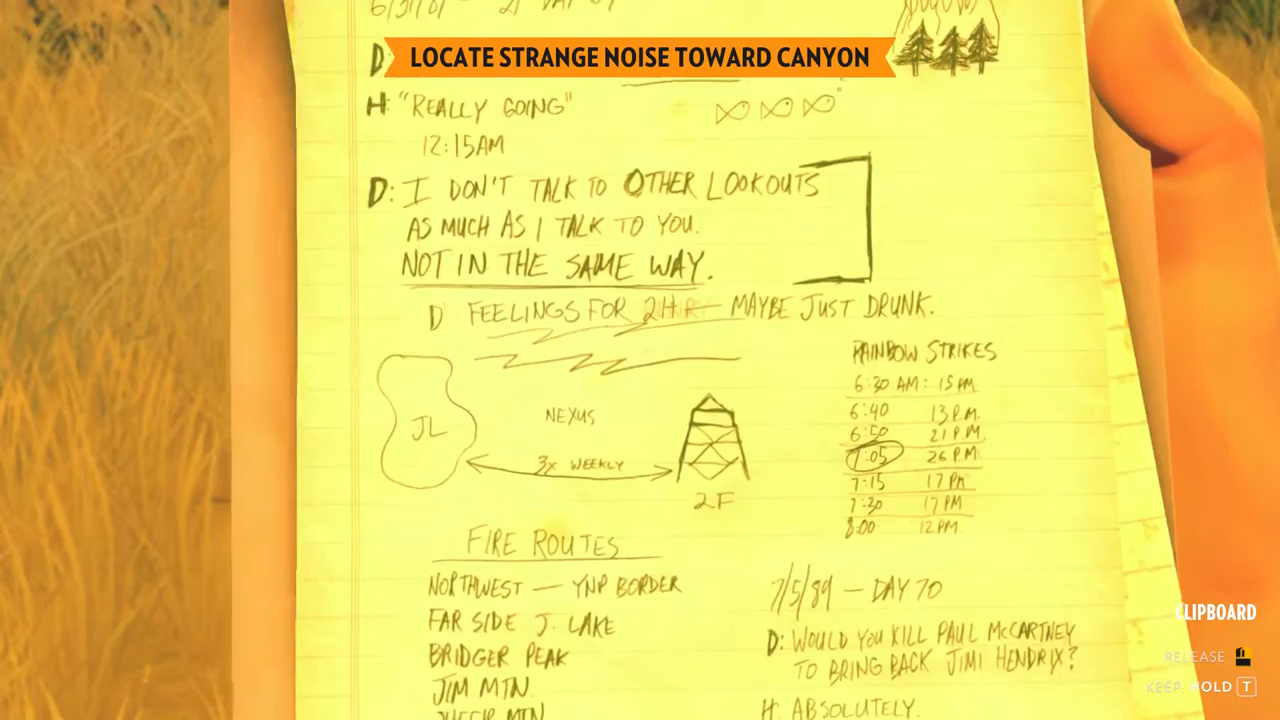 LOCATE STRANGE NOISE TOWARD CANYON
D:
H: "REALLY GOING"
12:15AM
D: I DON'T TALK TO OTHER LOOKOUTS
AS MUCH AS I TALK TO YOU.
NOT IN THE SAME WAY.
D FEELINGS FOR MAYBE JUST DRUNK.
RAINBOW STRIKES
6:30 AM: 15 PM
6:40 13 P.M.
6:50 21 P.M.
7:05 26 P.M.
7:15 17 PM
7:30 17 PM
8:00 12 PM
JL
NEXUS
3x WEEKLY
2F
FIRE ROUTES
NORTHWEST — YNP BORDER
FAR SIDE J. LAKE
BRIDGER PEAK
JIM MTN.
MTN.
7/5/89 — DAY 70
D: WOULD YOU KILL PAUL McCARTNEY
TO BRING BACK JIMI HENDRIX?
H: ABSOLUTELY.
CLIPBOARD
RELEASE
KEEP HOLD T